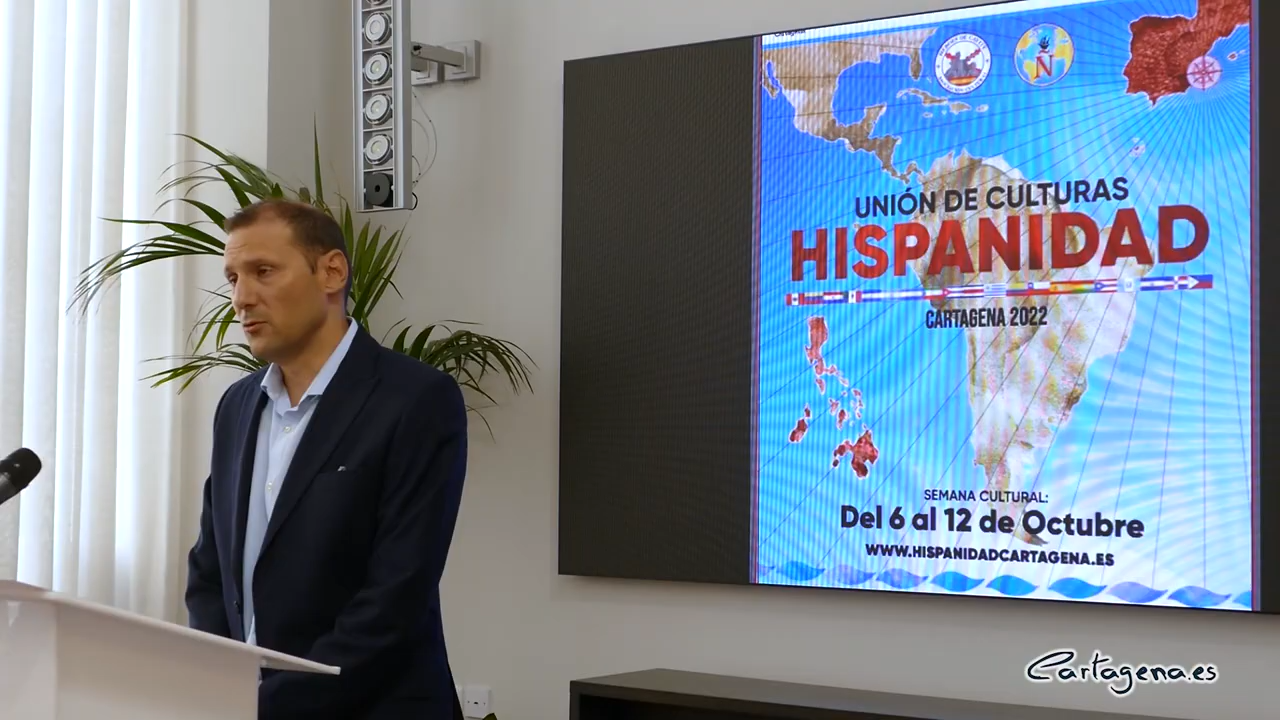 Ñ
UNIÓN DE CULTURAS
HISPANIDAD
CARTAGENA 2022
SEMANA CULTURAL:
Del 6 al 12 de Octubre
WWW.HISPANIDADCARTAGENA.ES
Cartagena.es